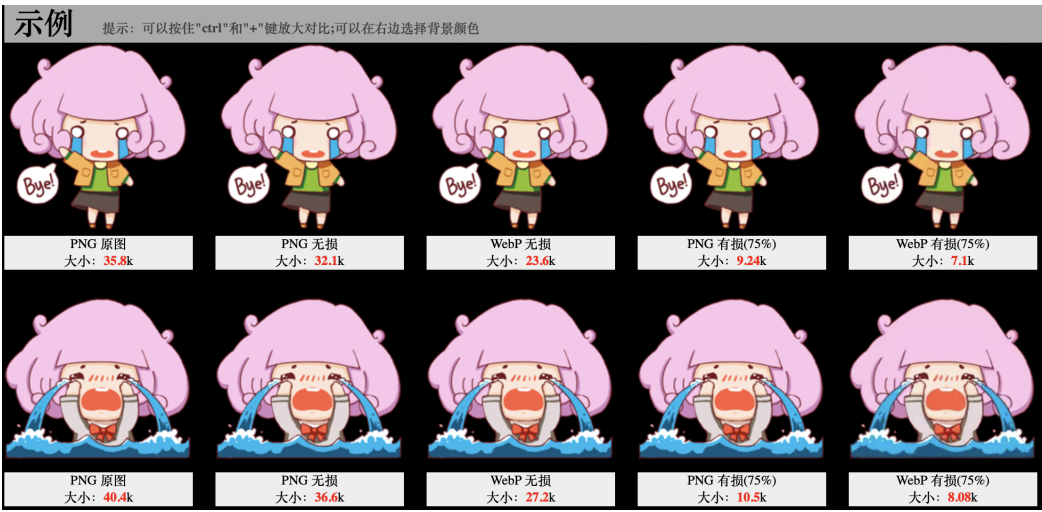 示例
提示：可以按住"ctrl"和"+"键放大对比;可以在右边选择背景颜色
Bye!
Bye!
Bye!
Bye!
Bye!
PNG 原图
大小：35.8k
PNG 无损
大小：32.1k
WebP 无损
大小：23.6k
PNG 有损(75%)
大小：9.24k
WebP 有损(75%)
大小：7.1k
PNG 原图
大小：40.4k
PNG 无损
大小：36.6k
WebP 无损
大小：27.2k
PNG 有损(75%)
大小：10.5k
WebP 有损(75%)
大小：8.08k